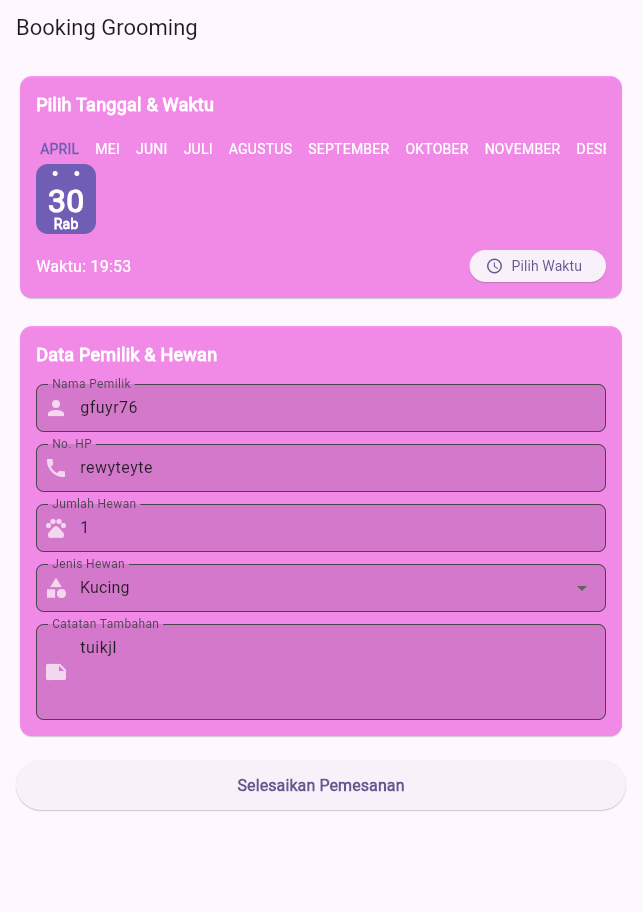 Booking Grooming
Pilih Tanggal & Waktu
APRIL MEI JUNI JULI AGUSTUS SEPTEMBER OKTOBER NOVEMBER DESE
30
Rab
Waktu: 19:53 Pilih Waktu
Data Pemilik & Hewan
Nama Pemilik
gfuyr76
No. HP
rewyteyte
Jumlah Hewan
1
Jenis Hewan
Kucing
Catatan Tambahan
tuikjl
Selesaikan Pemesanan